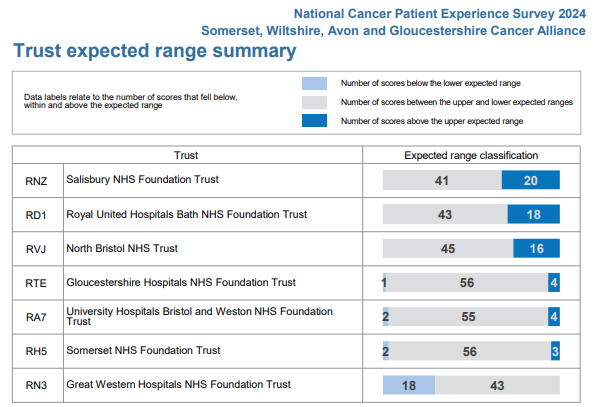 National Cancer Patient Experience Survey 2024
Somerset, Wiltshire, Avon and Gloucestershire Cancer Alliance
Trust expected range summary
Data labels relate to the number of scores that fell below,
within and above the expected range
Number of scores below the lower expected range
Number of scores between the upper and lower expected ranges
Number of scores above the upper expected range
Trust Expected range classification
RNZ Salisbury NHS Foundation Trust 41 20
RD1 Royal United Hospitals Bath NHS Foundation Trust 43 18
RVJ North Bristol NHS Trust 45 16
RTE Gloucestershire Hospitals NHS Foundation Trust 1 56 4
RA7 University Hospitals Bristol and Weston NHS Foundation
Trust 2 55 4
RH5 Somerset NHS Foundation Trust 2 56 3
RN3 Great Western Hospitals NHS Foundation Trust 18 43